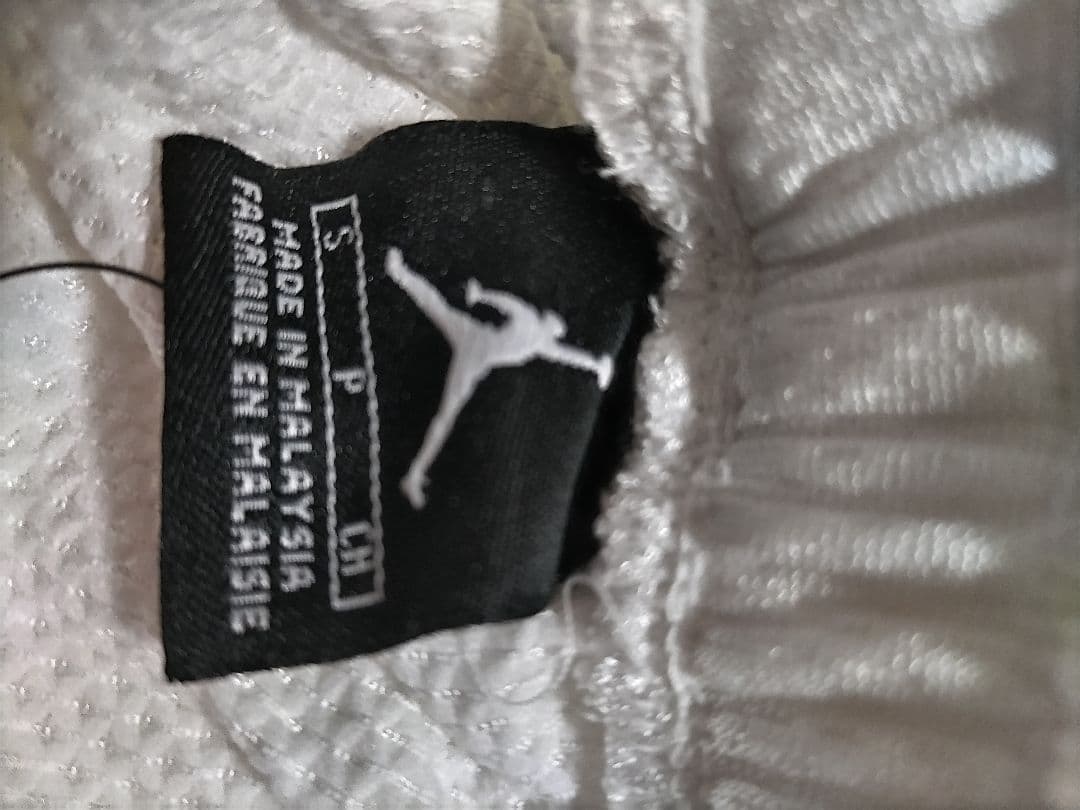 S P CH
MADE IN MALAYSIA
FABRIQUE EN MALAISIE